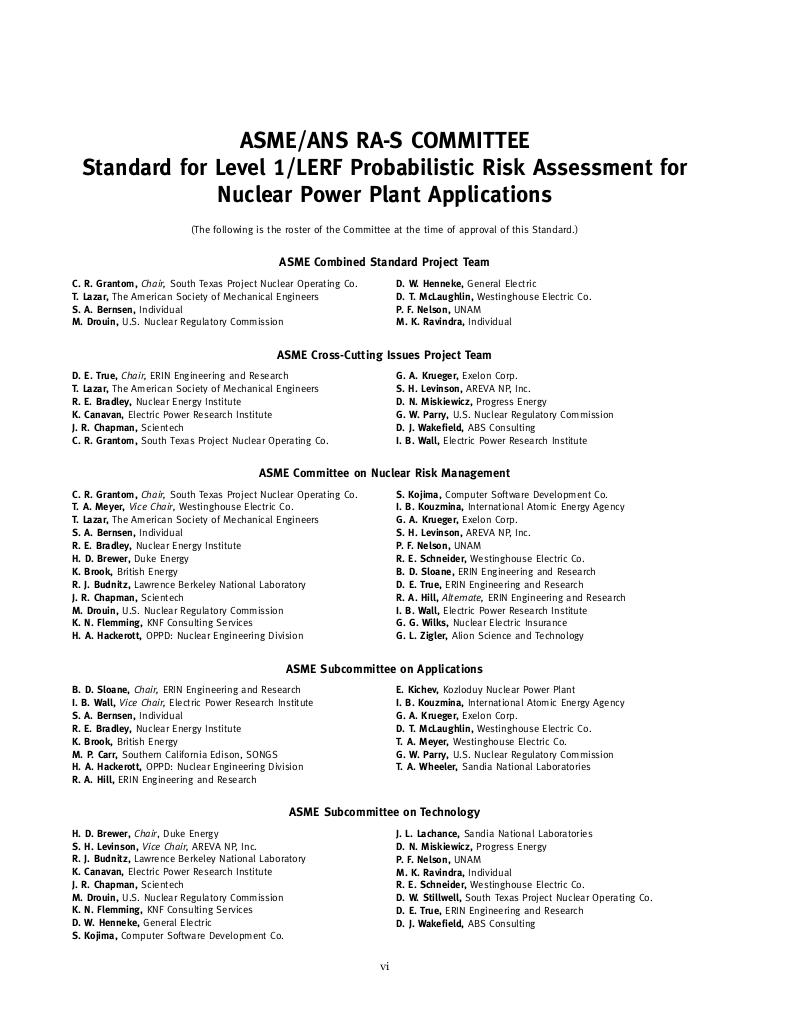 ASME/ANS RA-S COMMITTEE
Standard for Level 1/LERF Probabilistic Risk Assessment for
Nuclear Power Plant Applications
(The following is the roster of the Committee at the time of approval of this Standard.)
ASME Combined Standard Project Team
C. R. Grantom, Chair, South Texas Project Nuclear Operating Co.
T. Lazar, The American Society of Mechanical Engineers
S. A. Bernsen, Individual
M. Drouin, U.S. Nuclear Regulatory Commission
D. W. Henneke, General Electric
D. T. McLaughlin, Westinghouse Electric Co.
P. F. Nelson, UNAM
M. K. Ravindra, Individual
ASME Cross-Cutting Issues Project Team
D. E. True, Chair, ERIN Engineering and Research
T. Lazar, The American Society of Mechanical Engineers
R. E. Bradley, Nuclear Energy Institute
K. Canavan, Electric Power Research Institute
J. R. Chapman, Scientech
C. R. Grantom, South Texas Project Nuclear Operating Co.
G. A. Krueger, Exelon Corp.
S. H. Levinson, AREVA NP, Inc.
D. N. Miskiewicz, Progress Energy
G. W. Parry, U.S. Nuclear Regulatory Commission
D. J. Wakefield, ABS Consulting
I. B. Wall, Electric Power Research Institute
ASME Committee on Nuclear Risk Management
C. R. Grantom, Chair, South Texas Project Nuclear Operating Co.
T. A. Meyer, Vice Chair, Westinghouse Electric Co.
T. Lazar, The American Society of Mechanical Engineers
S. A. Bernsen, Individual
R. E. Bradley, Nuclear Energy Institute
H. D. Brewer, Duke Energy
K. Brook, British Energy
R. J. Budnitz, Lawrence Berkeley National Laboratory
J. R. Chapman, Scientech
M. Drouin, U.S. Nuclear Regulatory Commission
K. N. Flemming, KNF Consulting Services
H. A. Hackerott, OPPD: Nuclear Engineering Division
S. Kojima, Computer Software Development Co.
I. B. Kouzmina, International Atomic Energy Agency
G. A. Krueger, Exelon Corp.
S. H. Levinson, AREVA NP, Inc.
P. F. Nelson, UNAM
R. E. Schneider, Westinghouse Electric Co.
B. D. Sloane, ERIN Engineering and Research
D. E. True, ERIN Engineering and Research
R. A. Hill, Alternate, ERIN Engineering and Research
I. B. Wall, Electric Power Research Institute
G. G. Wilks, Nuclear Electric Insurance
G. L. Zigler, Alion Science and Technology
ASME Subcommittee on Applications
B. D. Sloane, Chair, ERIN Engineering and Research
I. B. Wall, Vice Chair, Electric Power Research Institute
S. A. Bernsen, Individual
R. E. Bradley, Nuclear Energy Institute
K. Brook, British Energy
M. P. Carr, Southern California Edison, SONGS
H. A. Hackerott, OPPD: Nuclear Engineering Division
R. A. Hill, ERIN Engineering and Research
E. Kichev, Kozloduy Nuclear Power Plant
I. B. Kouzmina, International Atomic Energy Agency
G. A. Krueger, Exelon Corp.
D. T. McLaughlin, Westinghouse Electric Co.
T. A. Meyer, Westinghouse Electric Co.
G. W. Parry, U.S. Nuclear Regulatory Commission
T. A. Wheeler, Sandia National Laboratories
ASME Subcommittee on Technology
H. D. Brewer, Chair, Duke Energy
S. H. Levinson, Vice Chair, AREVA NP, Inc.
R. J. Budnitz, Lawrence Berkeley National Laboratory
K. Canavan, Electric Power Research Institute
J. R. Chapman, Scientech
M. Drouin, U.S. Nuclear Regulatory Commission
K. N. Flemming, KNF Consulting Services
D. W. Henneke, General Electric
S. Kojima, Computer Software Development Co.
J. L. Lachance, Sandia National Laboratories
D. N. Miskiewicz, Progress Energy
P. F. Nelson, UNAM
M. K. Ravindra, Individual
R. E. Schneider, Westinghouse Electric Co.
D. W. Stillwell, South Texas Project Nuclear Operating Co.
D. E. True, ERIN Engineering and Research
D. J. Wakefield, ABS Consulting
vi